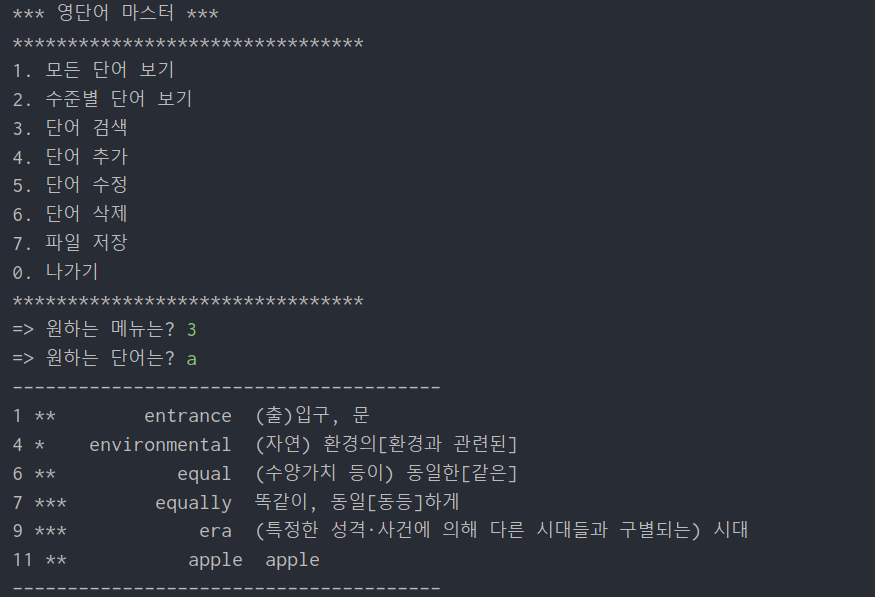 *** 영단어 마스터 ***
********************************
1. 모든 단어 보기
2. 수준별 단어 보기
3. 단어 검색
4. 단어 추가
5. 단어 수정
6. 단어 삭제
7. 파일 저장
0. 나가기
********************************
=> 원하는 메뉴는? 3
=> 원하는 단어는? a
---------------------------------------
1 **        entrance  (출)입구, 문
4 *    environmental  (자연) 환경의[환경과 관련된]
6 **           equal  (수양가치 등이) 동일한[같은]
7 ***        equally  똑같이, 동일[동등]하게
9 ***            era  (특정한 성격·사건에 의해 다른 시대들과 구별되는) 시대
11 **           apple  apple
---------------------------------------